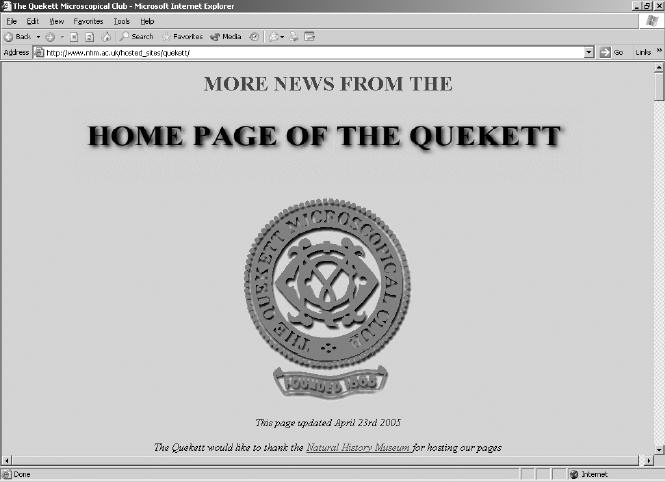 The Quekett Microscopical Club - Microsoft Internet Explorer
File Edit View Favorites Tools Help
Back Search Favorites Media
Address http://www.nhm.ac.uk/hosted_sites/quekett/ Go Links »
MORE NEWS FROM THE
HOME PAGE OF THE QUEKETT
THE QUEKETT MICROSCOPICAL CLUB
FOUNDED 1865
This page updated April 23rd 2005
The Quekett would like to thank the Natural History Museum for hosting our pages
Done Internet